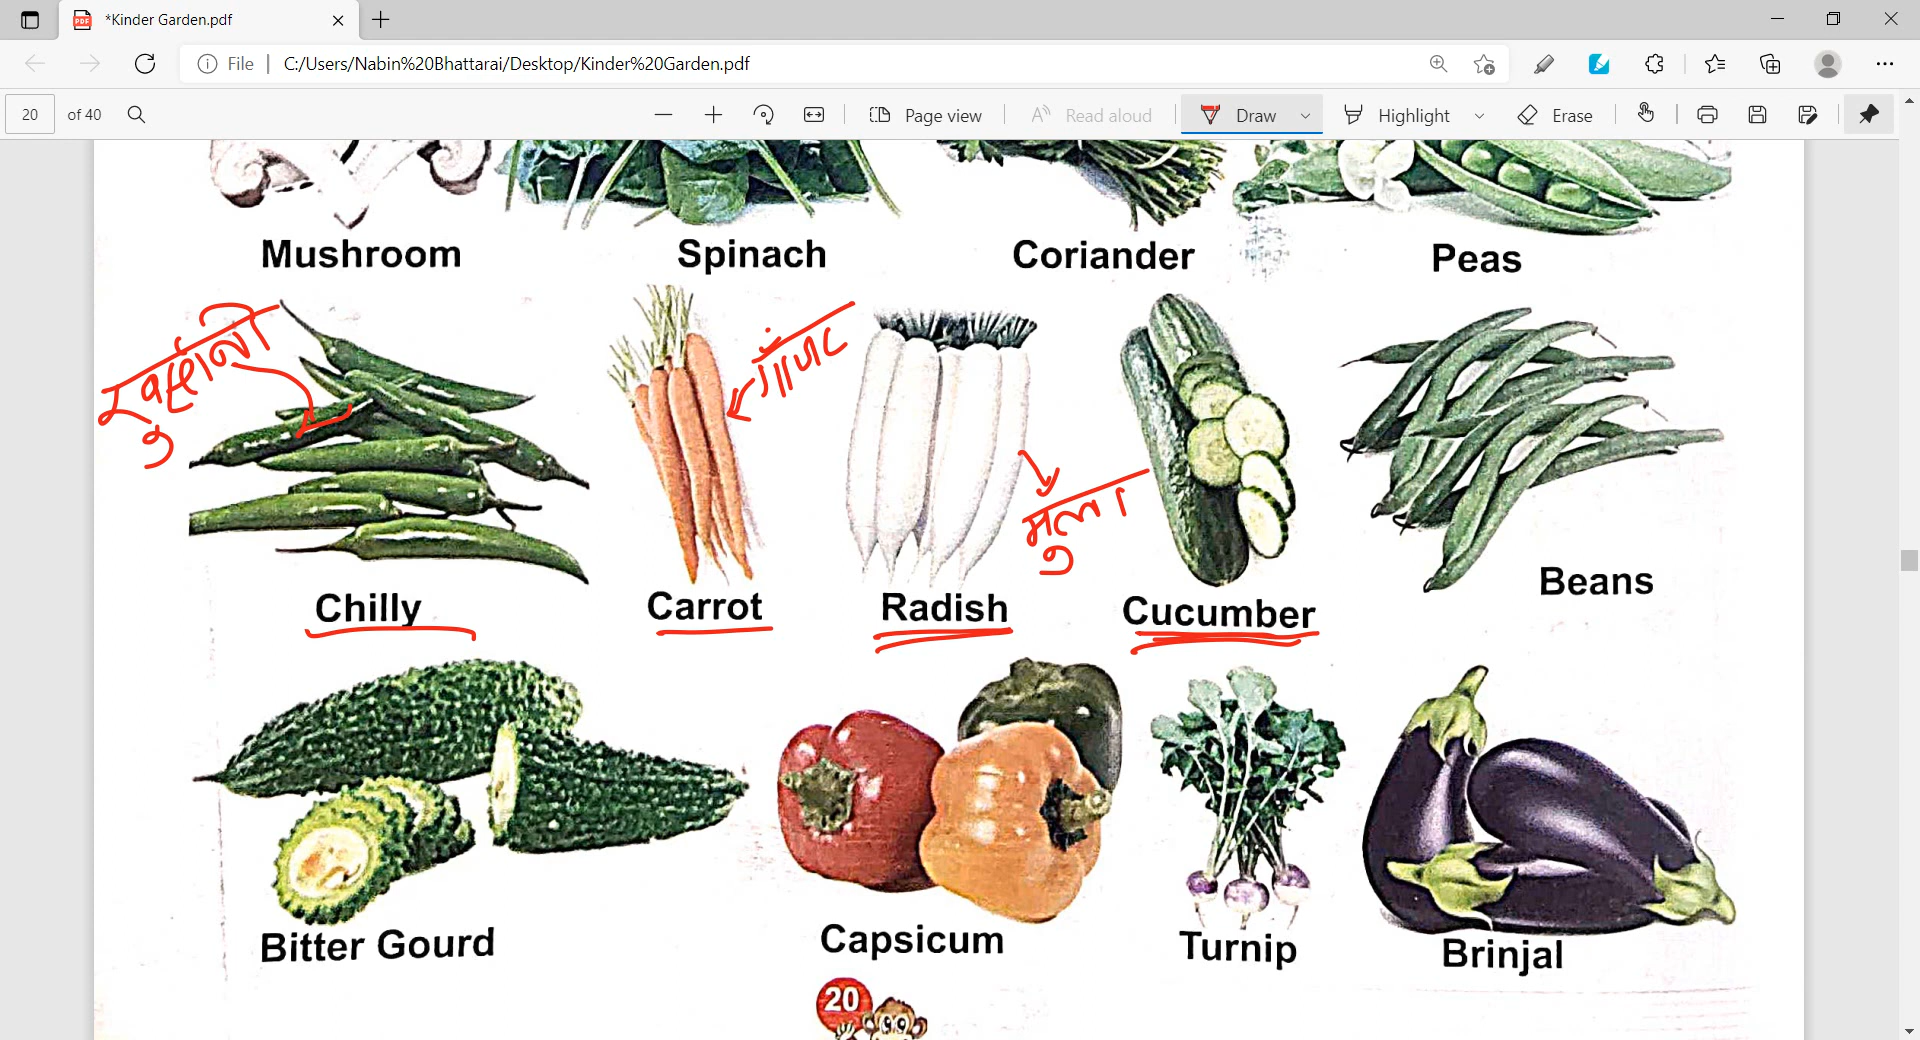 *Kinder Garden.pdf
File
C:/Users/Nabin%20Bhattarai/Desktop/Kinder%20Garden.pdf
20 of 40
Page view
Read aloud
Draw
Highlight
Erase
Mushroom Spinach Coriander Peas
गाँजर
मूला
Chilly Carrot Radish Cucumber Beans
Bitter Gourd Capsicum Turnip Brinjal
20